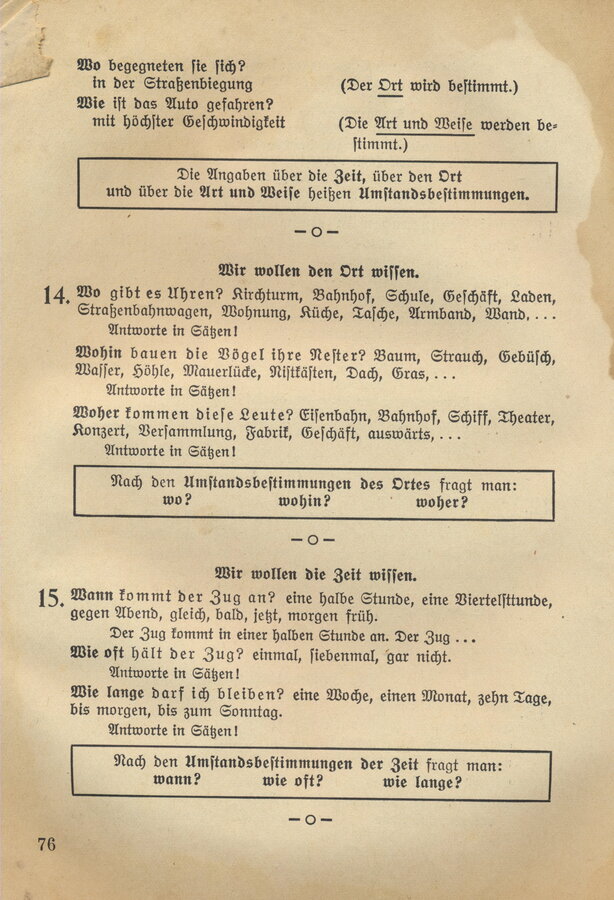 Wo begegneten sie sich?
in der Straßenbiegung (Der Ort wird bestimmt.)
Wie ist das Auto gefahren?
mit höchster Geschwindigkeit (Die Art und Weise werden be-
stimmt.)
Die Angaben über die Zeit, über den Ort
und über die Art und Weise heißen Umstandsbestimmungen.
—o—
Wir wollen den Ort wissen.
14. Wo gibt es Uhren? Kirchturm, Bahnhof, Schule, Geschäft, Laden,
Straßenbahnwagen, Wohnung, Küche, Tasche, Armband, Wand, ...
Antworte in Sätzen!
Wohin bauen die Vögel ihre Nester? Baum, Strauch, Gebüsch,
Wasser, Höhle, Mauerlücke, Nistkästen, Dach, Gras, ...
Antworte in Sätzen!
Woher kommen diese Leute? Eisenbahn, Bahnhof, Schiff, Theater,
Konzert, Versammlung, Fabrik, Geschäft, auswärts, ...
Antworte in Sätzen!
Nach den Umstandsbestimmungen des Ortes fragt man:
wo? wohin? woher?
—o—
Wir wollen die Zeit wissen.
15. Wann kommt der Zug an? eine halbe Stunde, eine Viertelsttunde,
gegen Abend, gleich, bald, jetzt, morgen früh.
Der Zug kommt in einer halben Stunde an. Der Zug ...
Wie oft hält der Zug? einmal, siebenmal, gar nicht.
Antworte in Sätzen!
Wie lange darf ich bleiben? eine Woche, einen Monat, zehn Tage,
bis morgen, bis zum Sonntag.
Antworte in Sätzen!
Nach den Umstandsbestimmungen der Zeit fragt man:
wann? wie oft? wie lange?
—o—
76